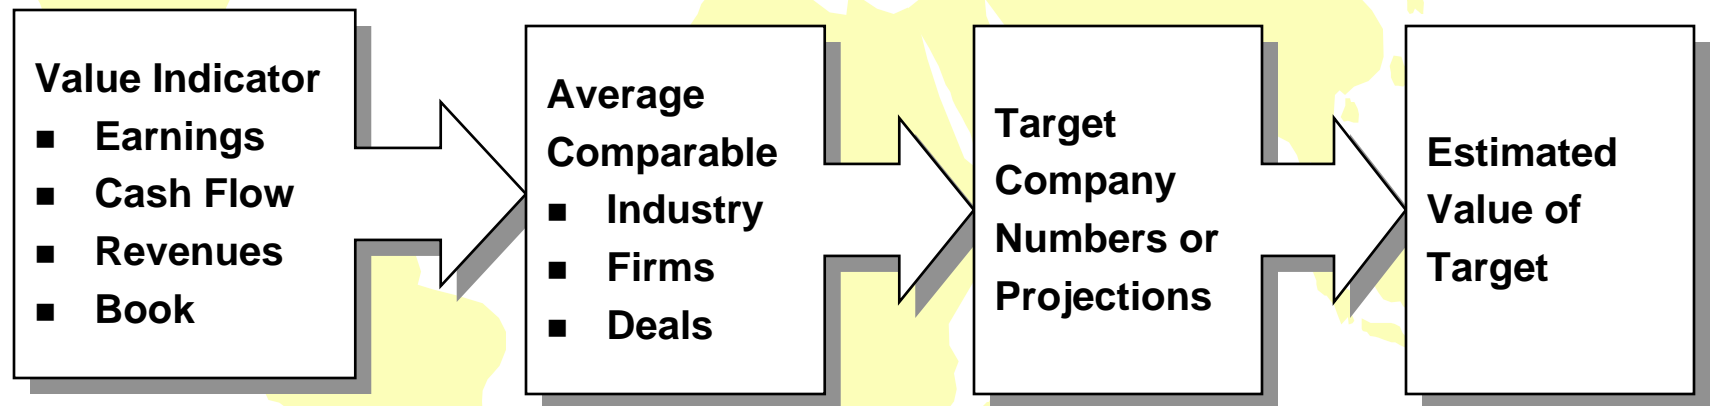 Value Indicator
■ Earnings
■ Cash Flow
■ Revenues
■ Book
Average
Comparable
■ Industry
■ Firms
■ Deals
Target
Company
Numbers or
Projections
Estimated
Value of
Target